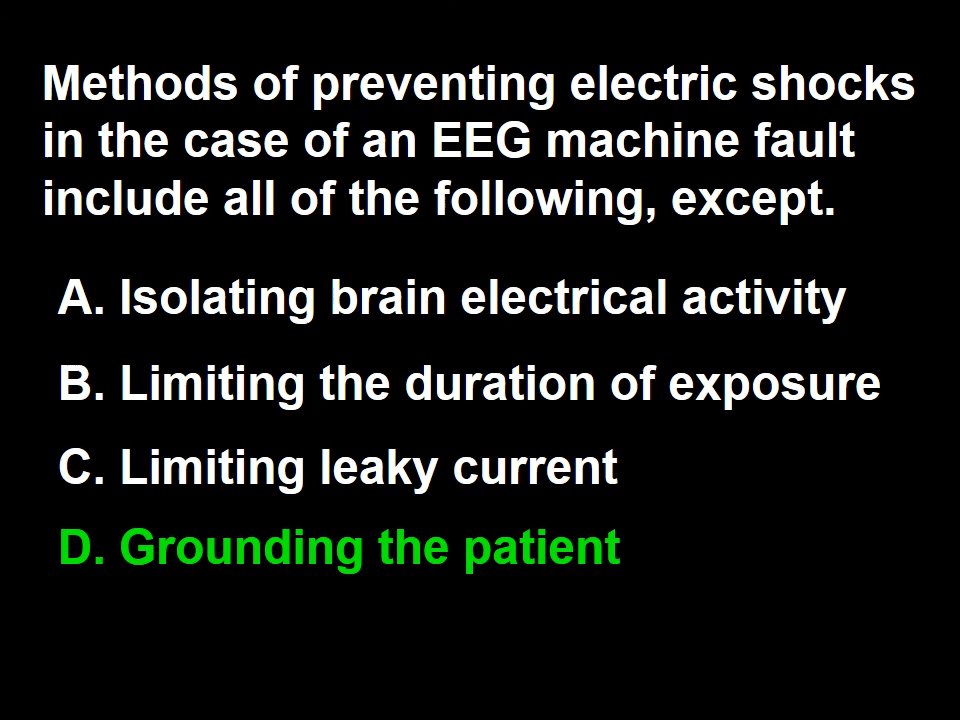 Methods of preventing electric shocks
in the case of an EEG machine fault
include all of the following, except.
A. Isolating brain electrical activity
B. Limiting the duration of exposure
C. Limiting leaky current
D. Grounding the patient